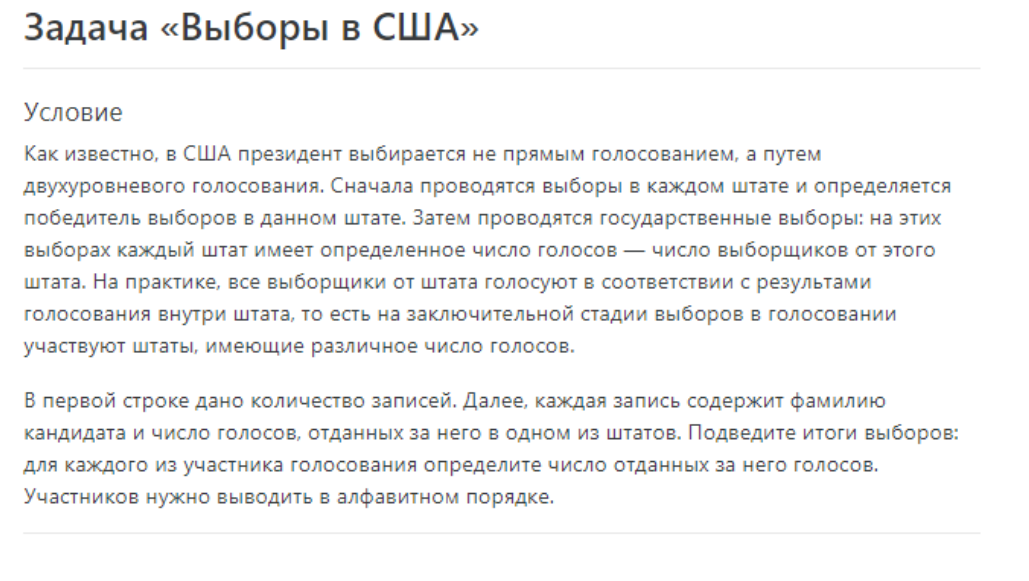 Задача «Выборы в США»
Условие
Как известно, в США президент выбирается не прямым голосованием, а путем
двухуровневого голосования. Сначала проводятся выборы в каждом штате и определяется
победитель выборов в данном штате. Затем проводятся государственные выборы: на этих
выборах каждый штат имеет определенное число голосов — число выборщиков от этого
штата. На практике, все выборщики от штата голосуют в соответствии с результами
голосования внутри штата, то есть на заключительной стадии выборов в голосовании
участвуют штаты, имеющие различное число голосов.
В первой строке дано количество записей. Далее, каждая запись содержит фамилию
кандидата и число голосов, отданных за него в одном из штатов. Подведите итоги выборов:
для каждого из участника голосования определите число отданных за него голосов.
Участников нужно выводить в алфавитном порядке.